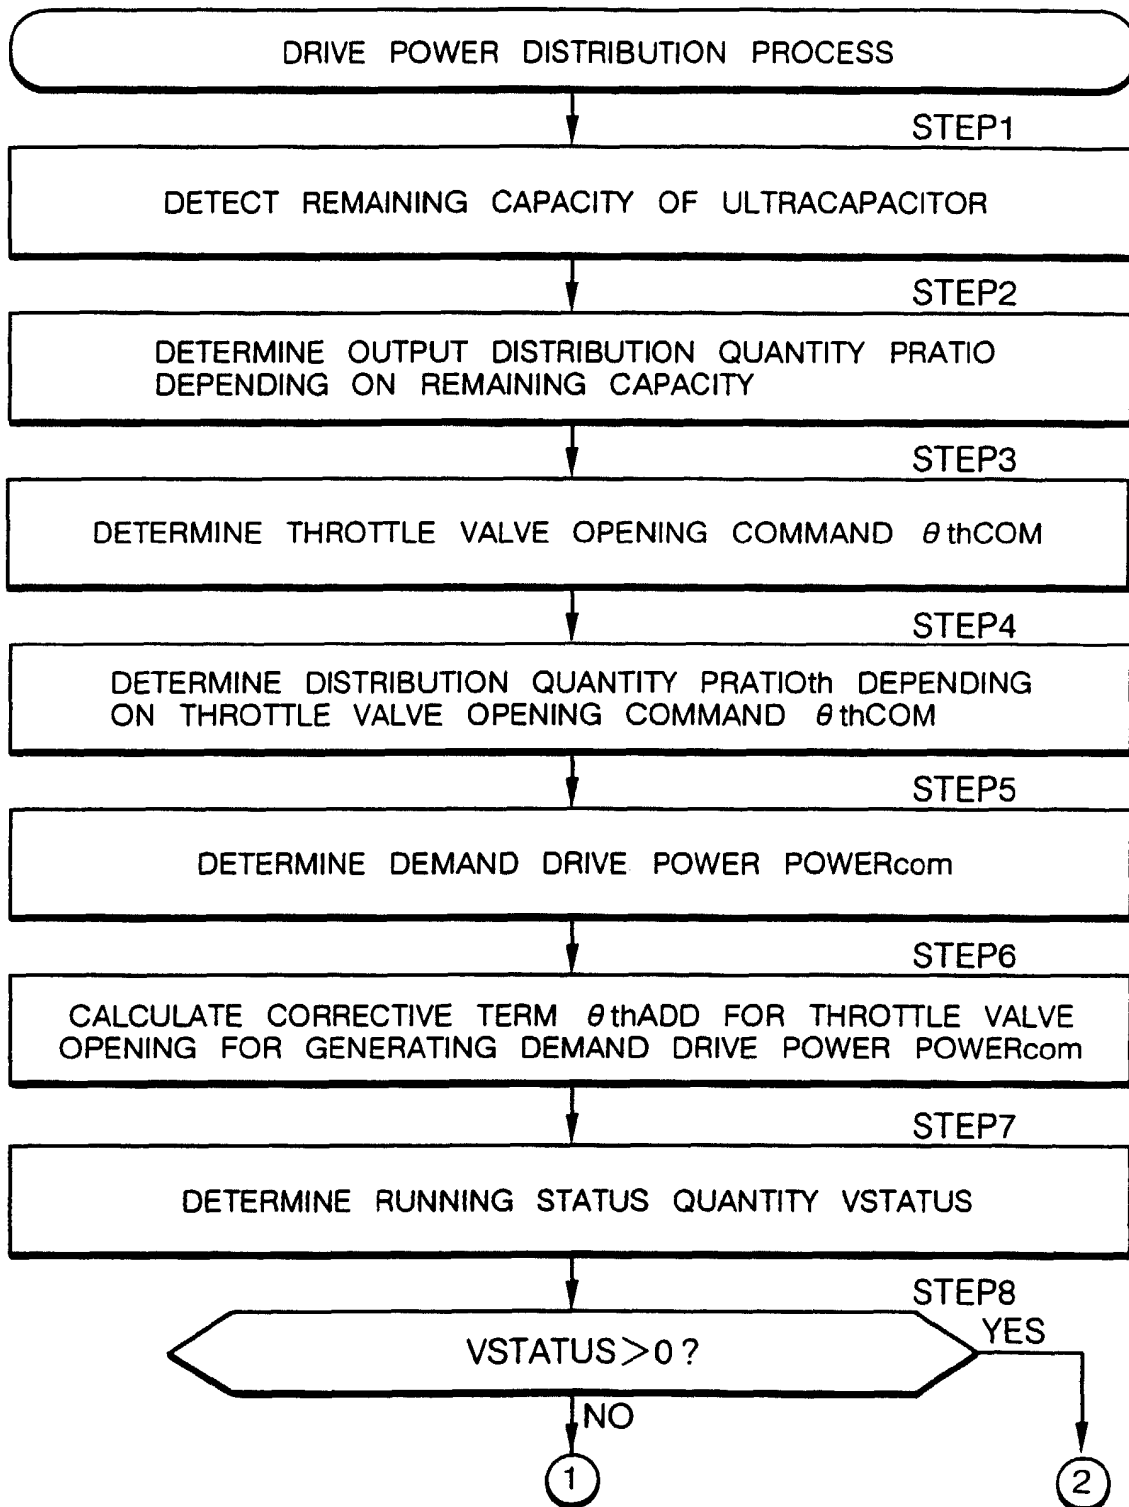 DRIVE POWER DISTRIBUTION PROCESS
STEP1
DETECT REMAINING CAPACITY OF ULTRACAPACITOR
STEP2
DETERMINE OUTPUT DISTRIBUTION QUANTITY PRATIO
DEPENDING ON REMAINING CAPACITY
STEP3
DETERMINE THROTTLE VALVE OPENING COMMAND θthCOM
STEP4
DETERMINE DISTRIBUTION QUANTITY PRATIOth DEPENDING
ON THROTTLE VALVE OPENING COMMAND θthCOM
STEP5
DETERMINE DEMAND DRIVE POWER POWERcom
STEP6
CALCULATE CORRECTIVE TERM θthADD FOR THROTTLE VALVE
OPENING FOR GENERATING DEMAND DRIVE POWER POWERcom
STEP7
DETERMINE RUNNING STATUS QUANTITY VSTATUS
STEP8
VSTATUS>0?
YES
NO
1
2